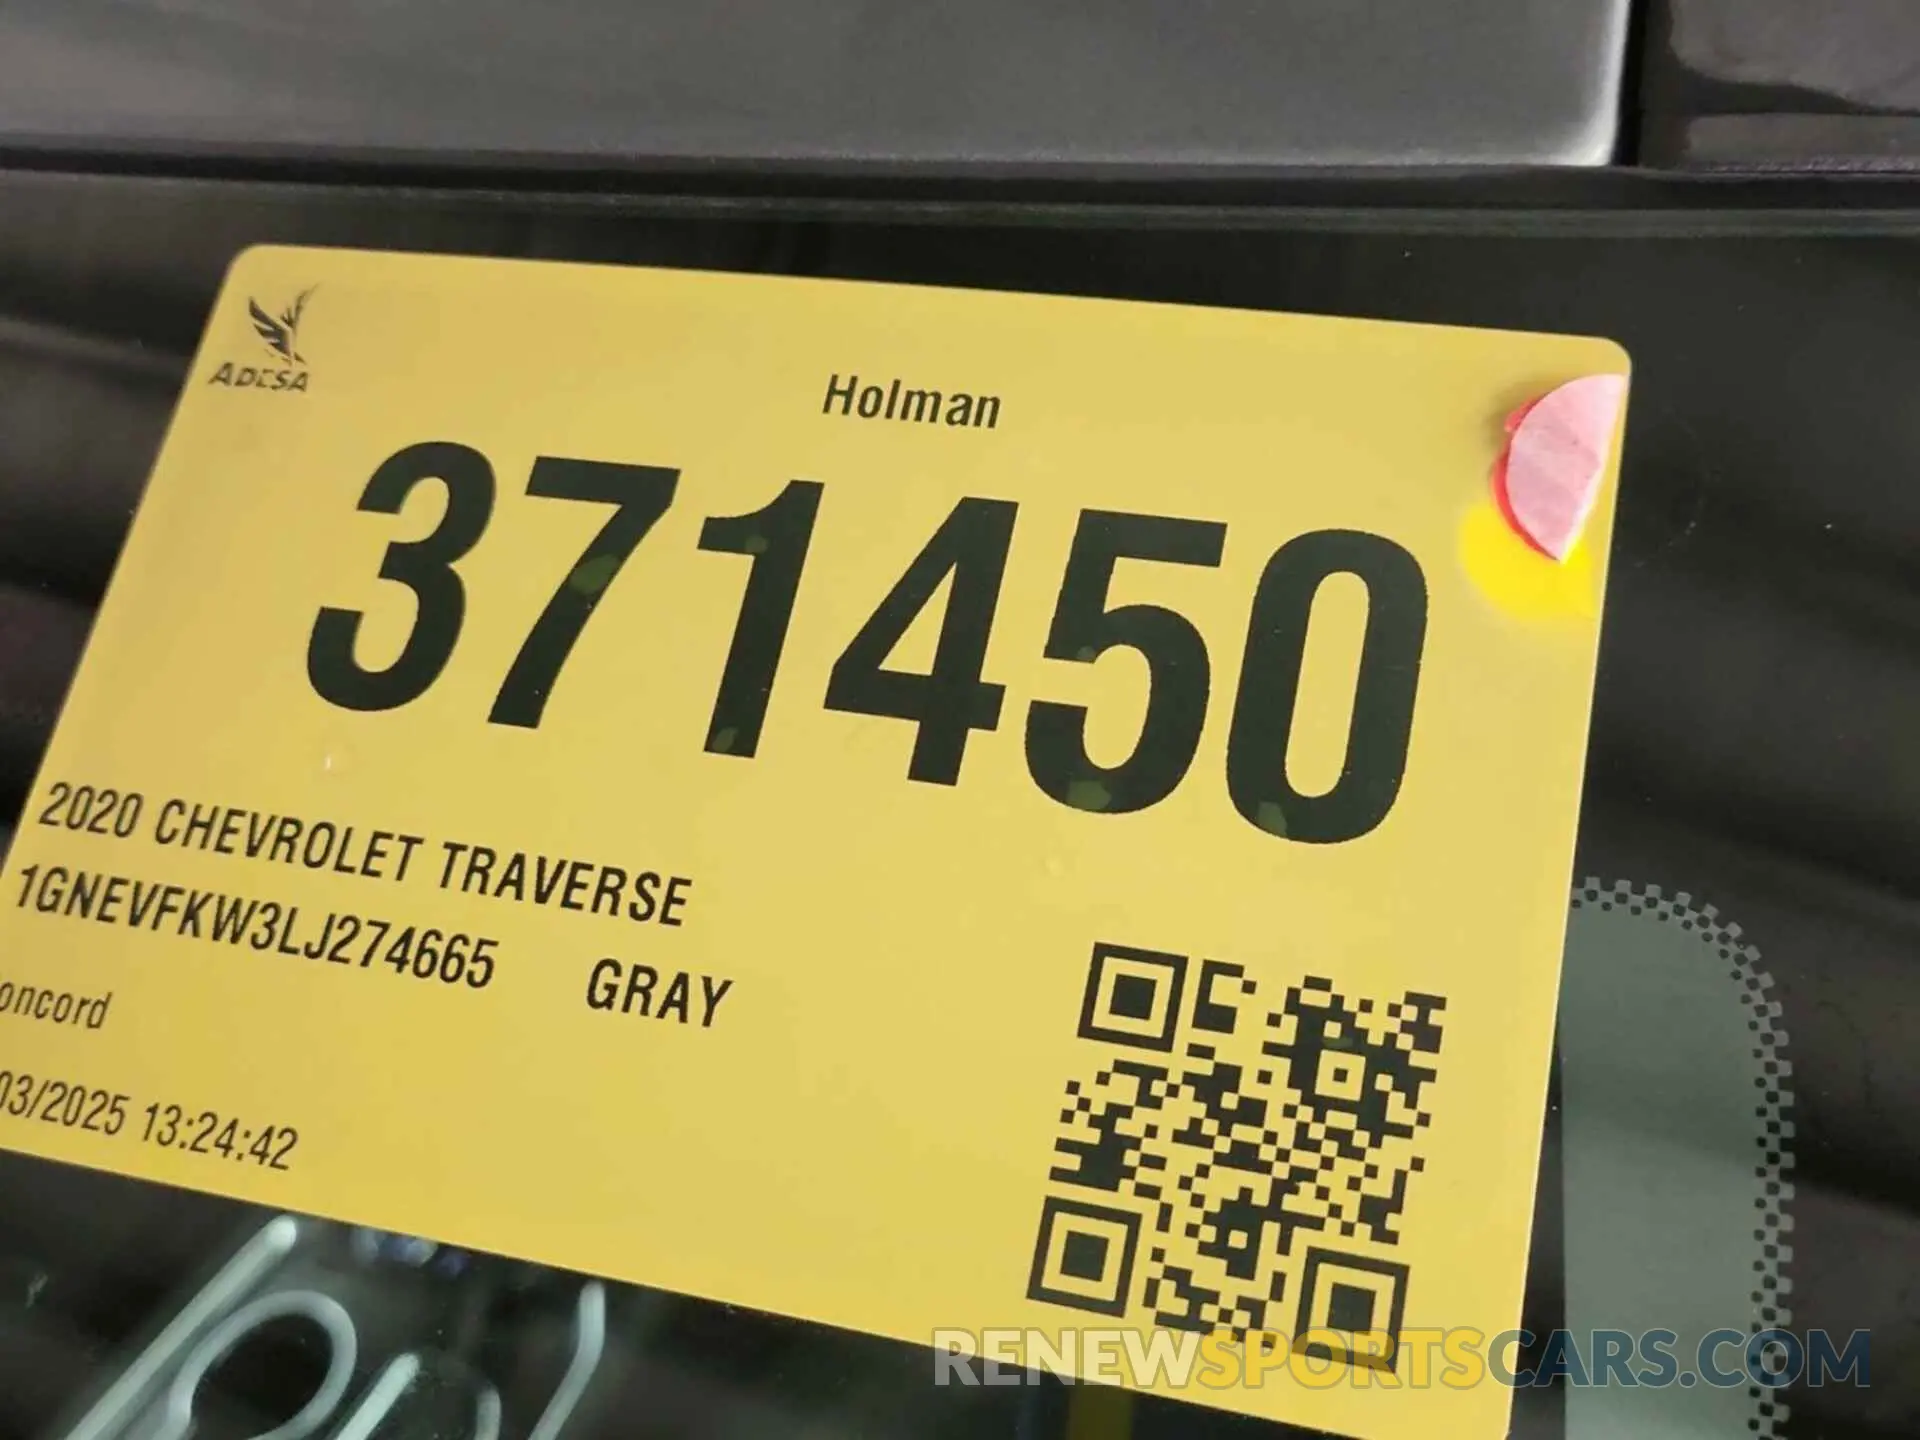 ADESA
Holman
371450
2020 CHEVROLET TRAVERSE
1GNEVFKW3LJ274665 GRAY
oncord
03/2025 13:24:42
RENEWSPORTSCARS.COM